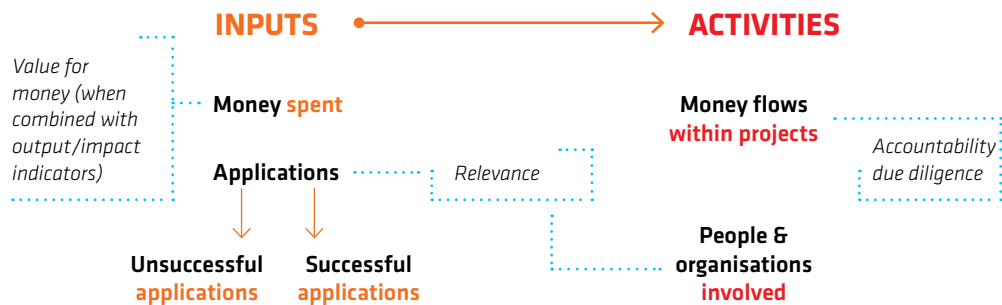 INPUTS
ACTIVITIES
Value for
money (when
combined with
output/impact
indicators)
Money spent
Money flows
within projects
Applications
Relevance
Accountability
due diligence
Unsuccessful
applications
Successful
applications
People &
organisations
involved